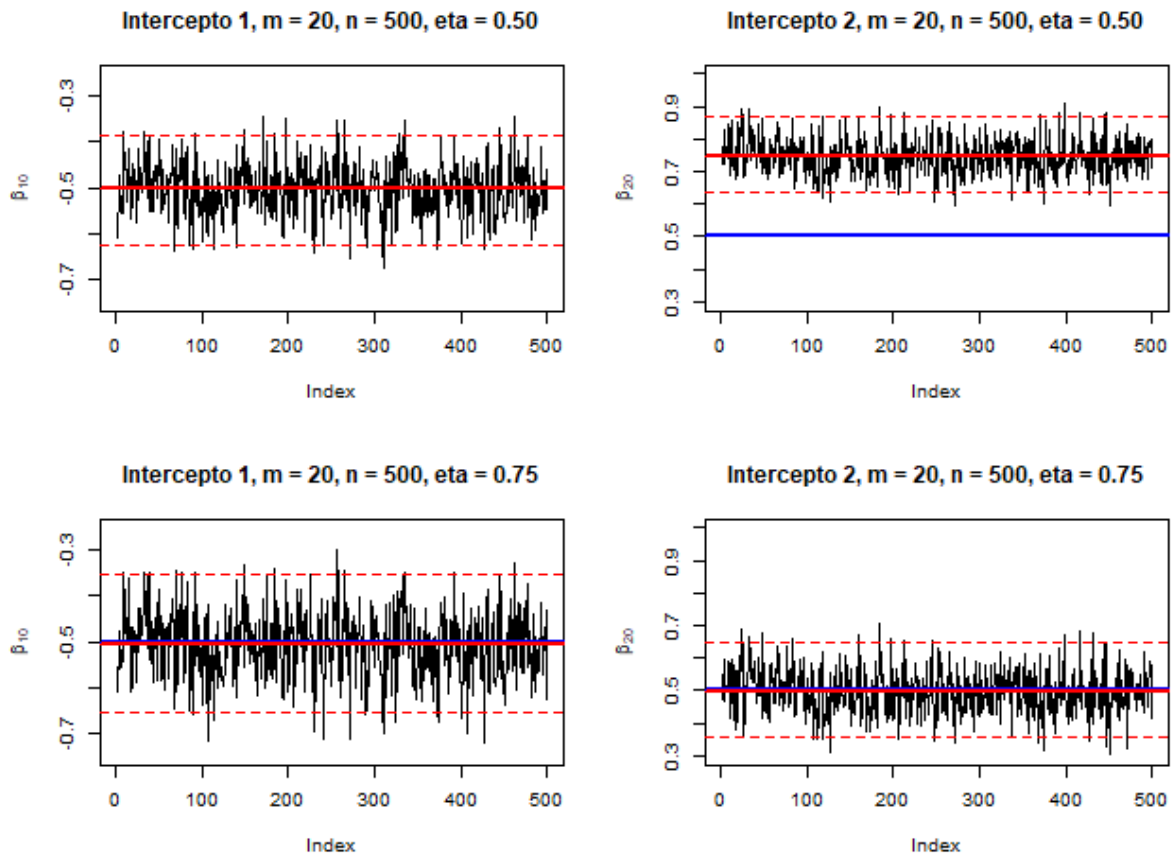 Intercepto 1, m = 20, n = 500, eta = 0.50
β₁₀
-0.3
-0.5
-0.7
0 100 200 300 400 500
Index
Intercepto 2, m = 20, n = 500, eta = 0.50
β₂₀
0.9
0.7
0.5
0.3
0 100 200 300 400 500
Index
Intercepto 1, m = 20, n = 500, eta = 0.75
β₁₀
-0.3
-0.5
-0.7
0 100 200 300 400 500
Index
Intercepto 2, m = 20, n = 500, eta = 0.75
β₂₀
0.9
0.7
0.5
0.3
0 100 200 300 400 500
Index